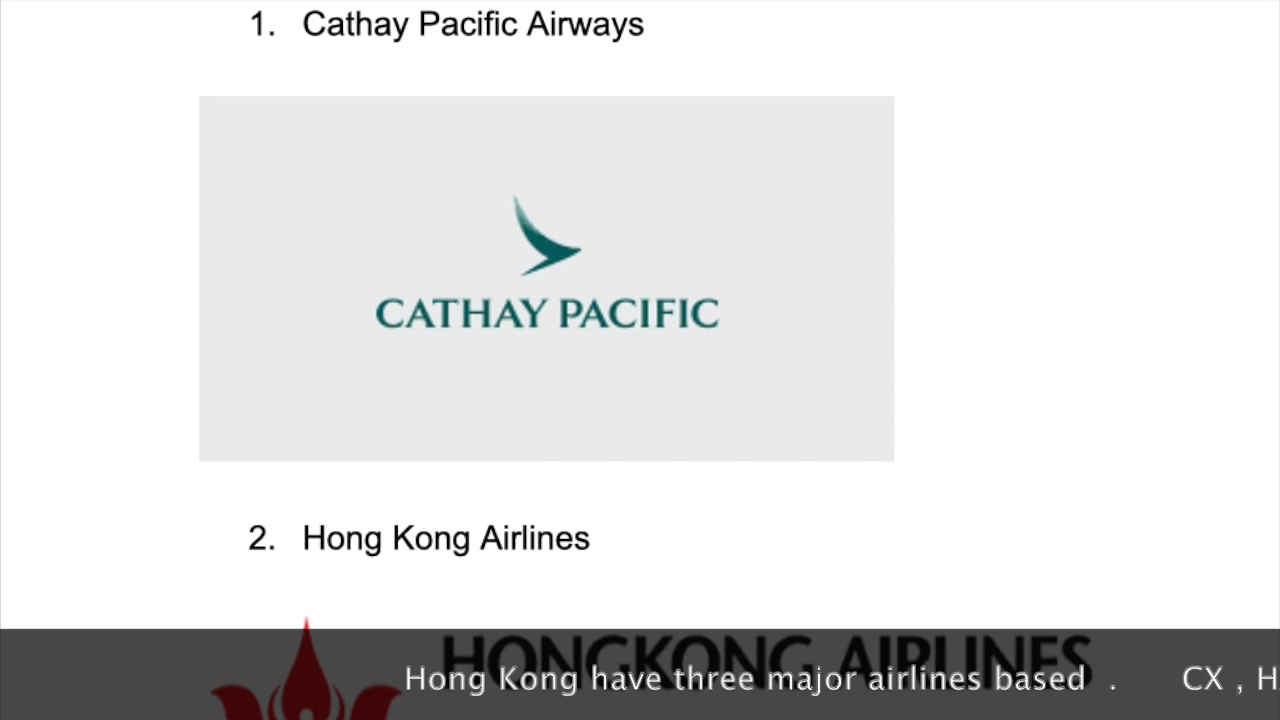 1. Cathay Pacific Airways
CATHAY PACIFIC
2. Hong Kong Airlines
HONGKONG AIRLINES
Hong Kong have three major airlines based . CX , H